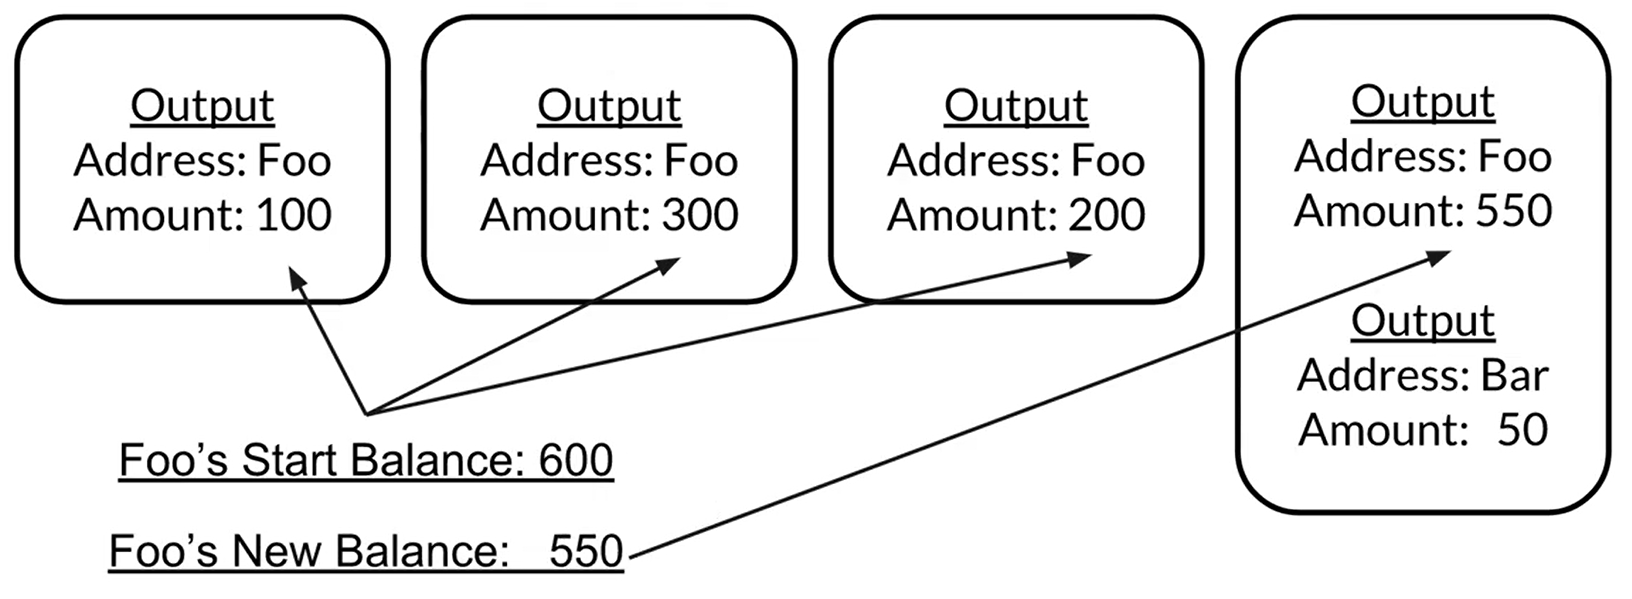 Output
Address: Foo
Amount: 100
Output
Address: Foo
Amount: 300
Output
Address: Foo
Amount: 200
Output
Address: Foo
Amount: 550
Output
Address: Bar
Amount: 50
Foo’s Start Balance: 600
Foo’s New Balance: 550